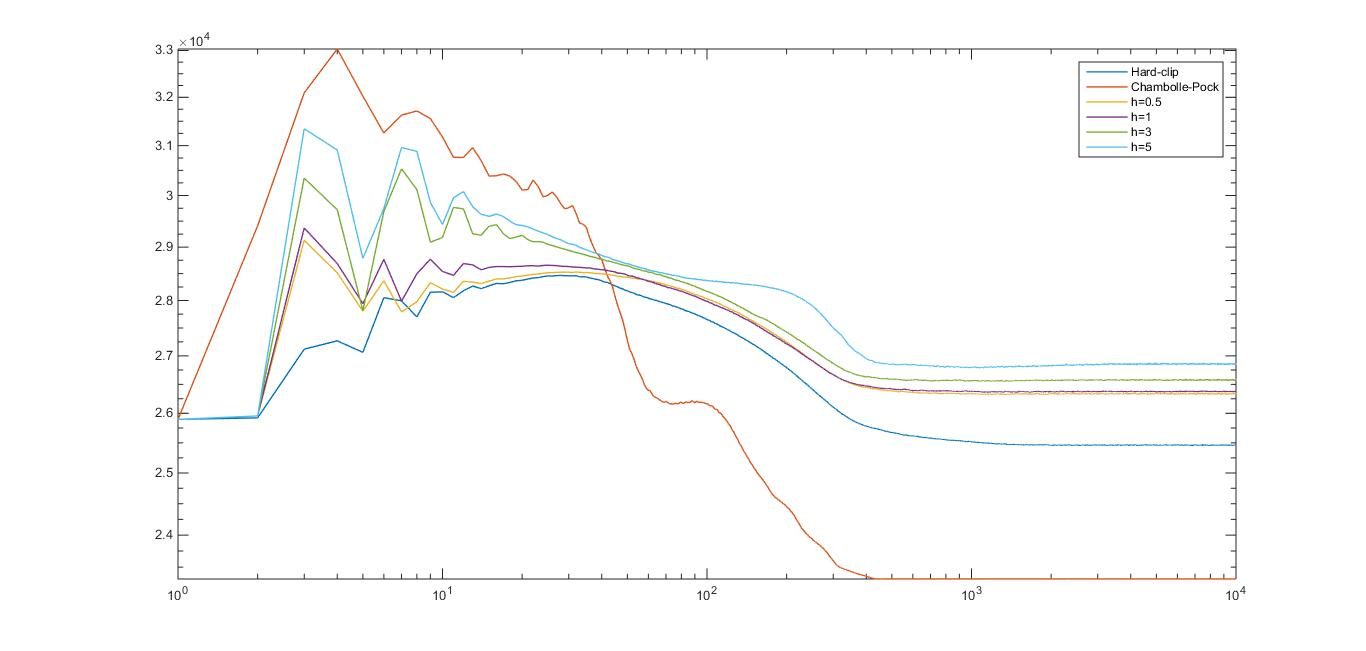 ×10⁴
3.3
3.2
3.1
3
2.9
2.8
2.7
2.6
2.5
2.4
10⁰ 10¹ 10² 10³ 10⁴
Hard-clip
Chambolle-Pock
h=0.5
h=1
h=3
h=5